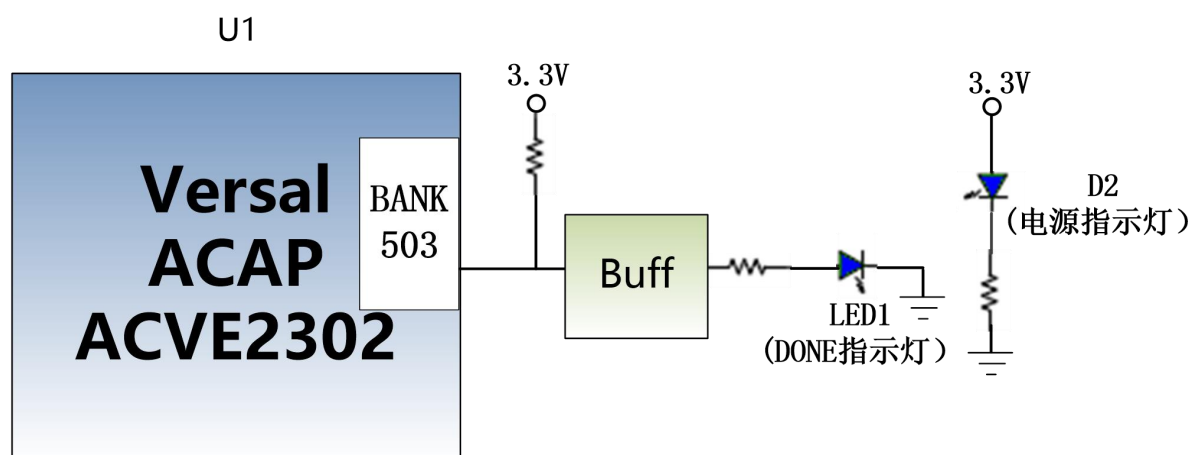 U1
Versal
ACAP
ACVE2302
BANK
503
3.3V
Buff
LED1
(DONE指示灯）
3.3V
D2
(电源指示灯）